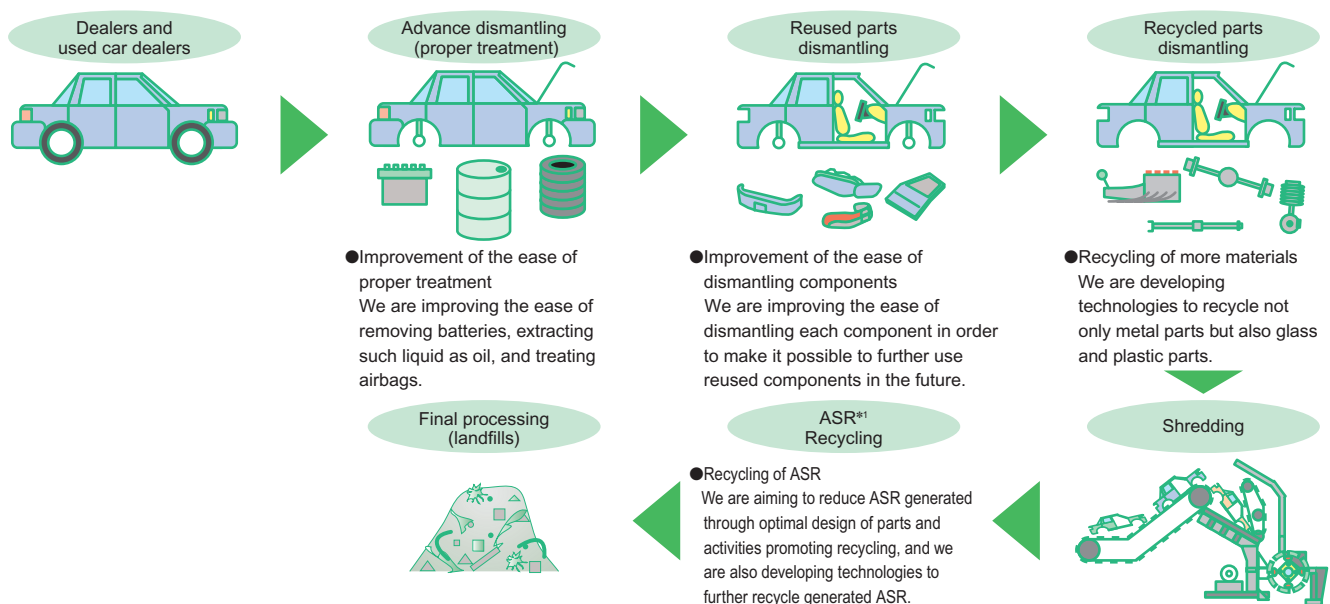 Dealers and
used car dealers
Advance dismantling
(proper treatment)
Reused parts
dismantling
Recycled parts
dismantling
●Improvement of the ease of
proper treatment
We are improving the ease of
removing batteries, extracting
such liquid as oil, and treating
airbags.
●Improvement of the ease of
dismantling components
We are improving the ease of
dismantling each component in order
to make it possible to further use
reused components in the future.
●Recycling of more materials
We are developing
technologies to recycle not
only metal parts but also glass
and plastic parts.
Final processing
(landfills)
ASR*1
Recycling
●Recycling of ASR
We are aiming to reduce ASR generated
through optimal design of parts and
activities promoting recycling, and we
are also developing technologies to
further recycle generated ASR.
Shredding